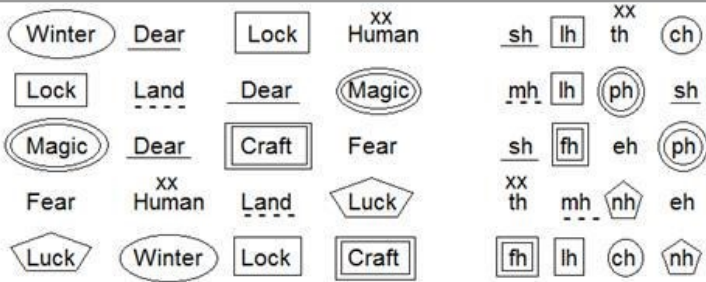 Winter Dear Lock xx Human sh lh xx th ch
Lock Land Dear Magic mh lh ph sh
Magic Dear Craft Fear sh fh eh ph
Fear xx Human Land Luck xx th mh nh eh
Luck Winter Lock Craft fh lh ch nh